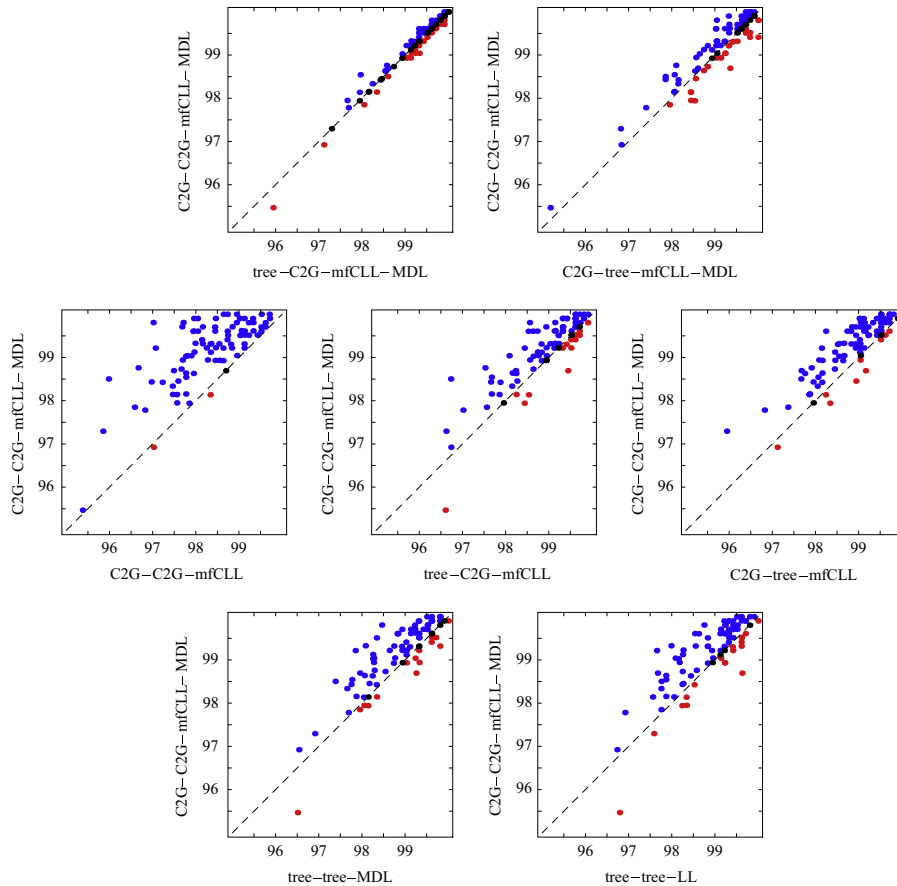 C2G−C2G−mfCLL−MDL
99
98
97
96
96 97 98 99
tree−C2G−mfCLL−MDL
C2G−C2G−mfCLL−MDL
99
98
97
96
96 97 98 99
C2G−tree−mfCLL−MDL
C2G−C2G−mfCLL−MDL
99
98
97
96
96 97 98 99
C2G−C2G−mfCLL
C2G−C2G−mfCLL−MDL
99
98
97
96
96 97 98 99
tree−C2G−mfCLL
C2G−C2G−mfCLL−MDL
99
98
97
96
96 97 98 99
C2G−tree−mfCLL
C2G−C2G−mfCLL−MDL
99
98
97
96
96 97 98 99
tree−tree−MDL
C2G−C2G−mfCLL−MDL
99
98
97
96
96 97 98 99
tree−tree−LL